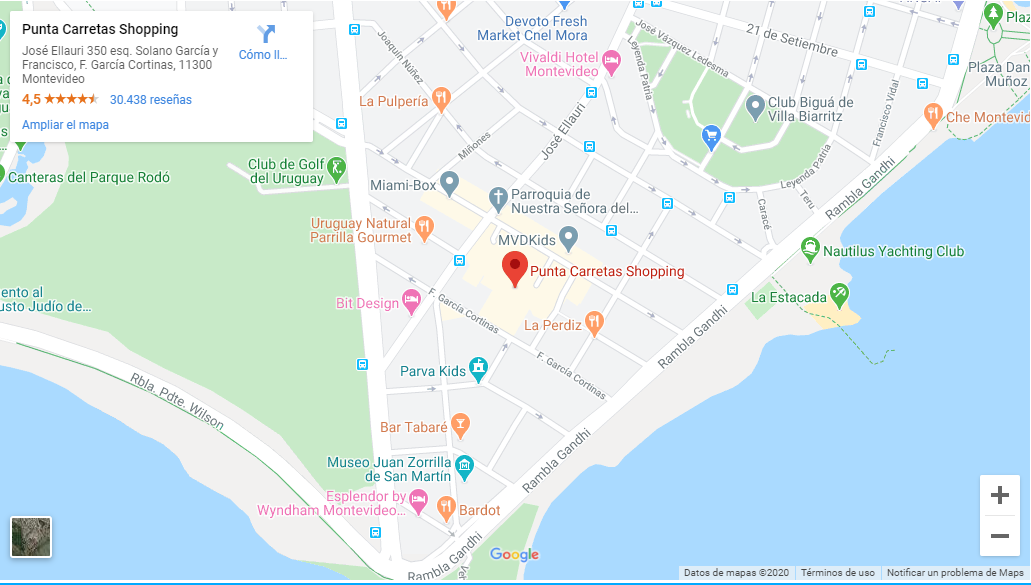 Punta Carretas Shopping
José Ellauri 350 esq. Solano García y
Francisco, F. García Cortinas, 11300
Montevideo
4,5
30.438 reseñas
Ampliar el mapa
Cómo ll...
Devoto Fresh
Market Cnel Mora
Vivaldi Hotel
Montevideo
José Vázquez Ledesma
21 de Setiembre
Leyenda Patria
Joaquín Núñez
La Pulpería
Plaza Dan
Muñoz
Club Biguá de
Villa Biarritz
Francisco Vidal
Che Montevid
José Ellauri
Miñones
Leyenda Patria
Rambla Gandhi
Teru
Caracé
Canteras del Parque Rodó
Club de Golf
del Uruguay
Miami-Box
Parroquia de
Nuestra Señora del...
Uruguay Natural
Parrilla Gourmet
MVDKids
Nautilus Yachting Club
Punta Carretas Shopping
ento al
usto Judío de...
Bit Design
F. García Cortinas
La Estacada
La Perdiz
Rambla Gandhi
Parva Kids
F. García Cortinas
Rbla. Pdte. Wilson
Bar Tabaré
Rambla Gandhi
Museo Juan Zorrilla
de San Martín
Esplendor by
Wyndham Montevideo...
Bardot
Rambla Gandhi
Google
Datos de mapas ©2020
Términos de uso
Notificar un problema de Maps